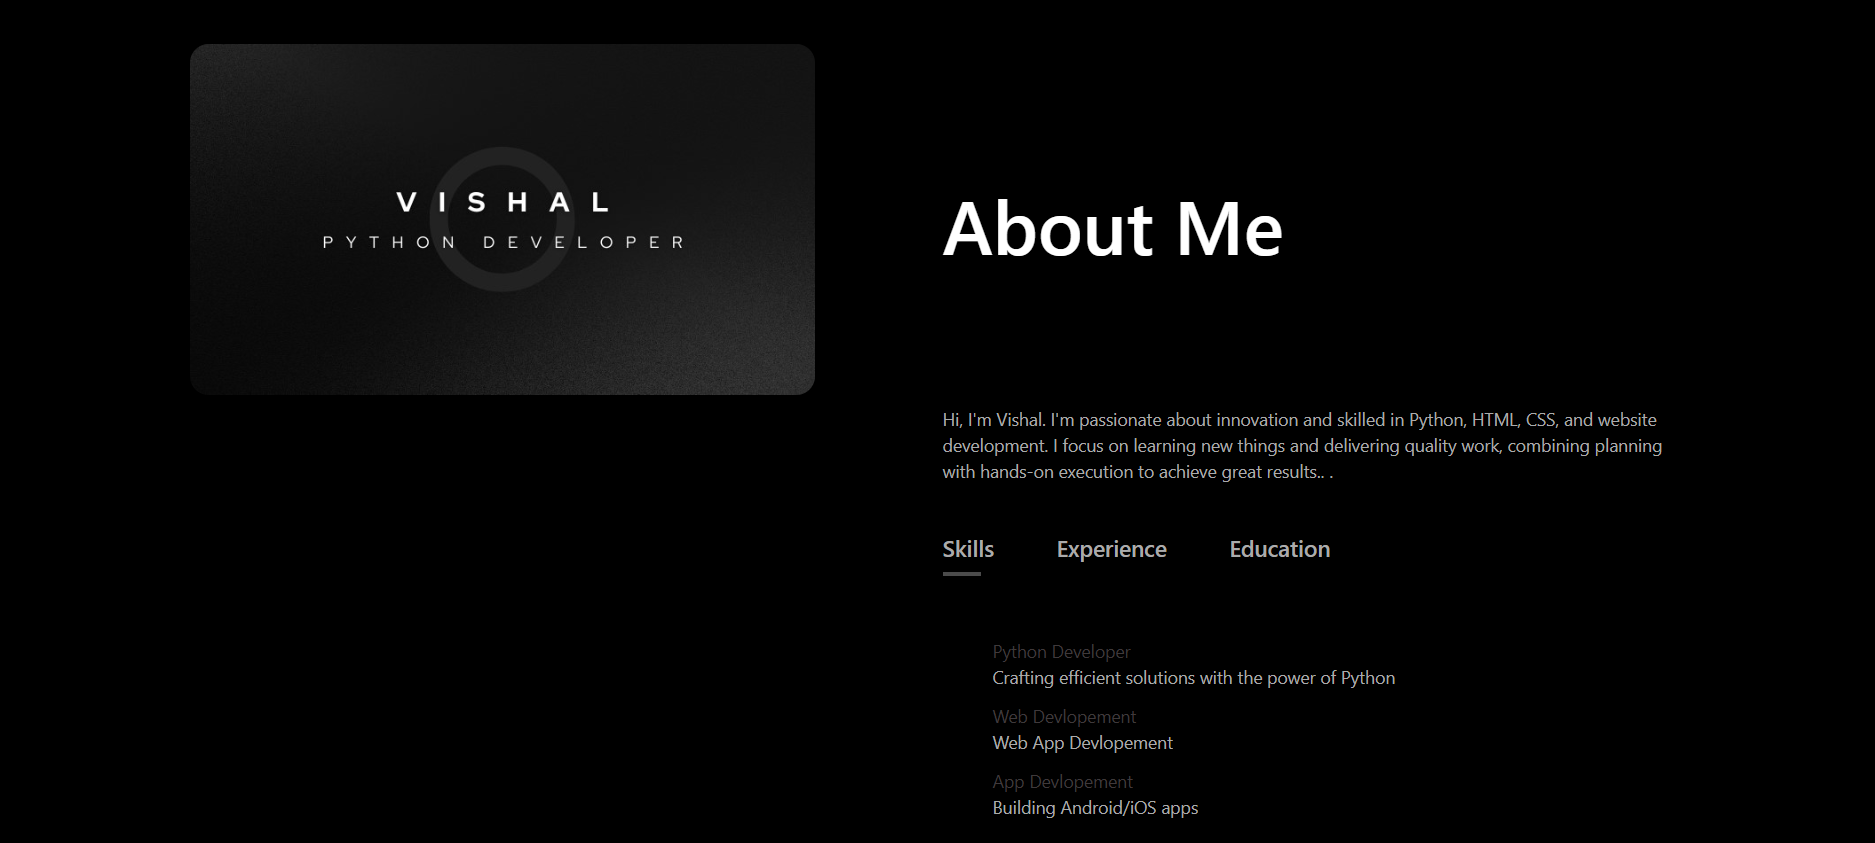 VISHAL
PYTHON DEVELOPER
About Me
Hi, I'm Vishal. I'm passionate about innovation and skilled in Python, HTML, CSS, and website
development. I focus on learning new things and delivering quality work, combining planning
with hands-on execution to achieve great results.. .
Skills Experience Education
Python Developer
Crafting efficient solutions with the power of Python
Web Devlopement
Web App Devlopement
App Devlopement
Building Android/iOS apps